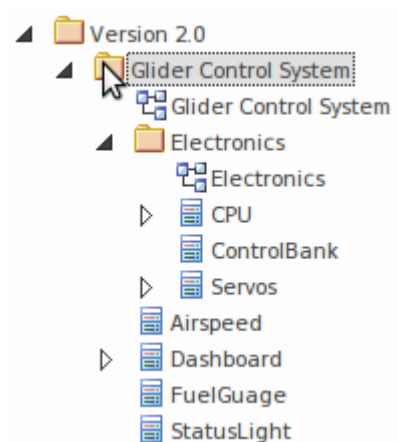 Version 2.0
Glider Control System
Glider Control System
Electronics
Electronics
CPU
ControlBank
Servos
Airspeed
Dashboard
FuelGuage
StatusLight